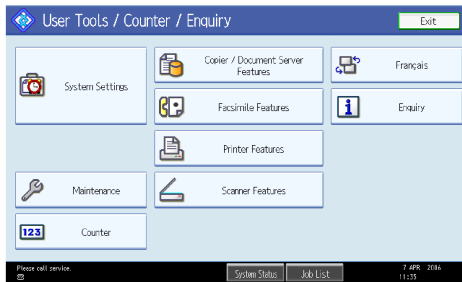 User Tools / Counter / Enquiry
Exit
System Settings
Copier / Document Server
Features
Français
Facsimile Features
Enquiry
Printer Features
Maintenance
Scanner Features
123
Counter
Please call service.
System Status
Job List
7 APR 2006
11:35